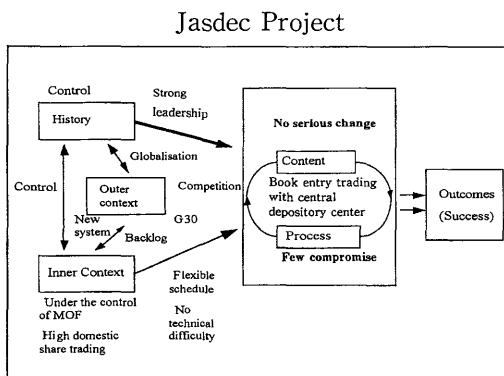 Jasdec Project
Control
Strong
leadership
History
No serious change
Globalisation
Content
Control
Outer
context
Competition
Book entry trading
with central
depository center
Outcomes
(Success)
New
system
G30
Backlog
Process
Inner Context
Few compromise
Flexible
schedule
Under the control
of MOF
No
technical
difficulty
High domestic
share trading